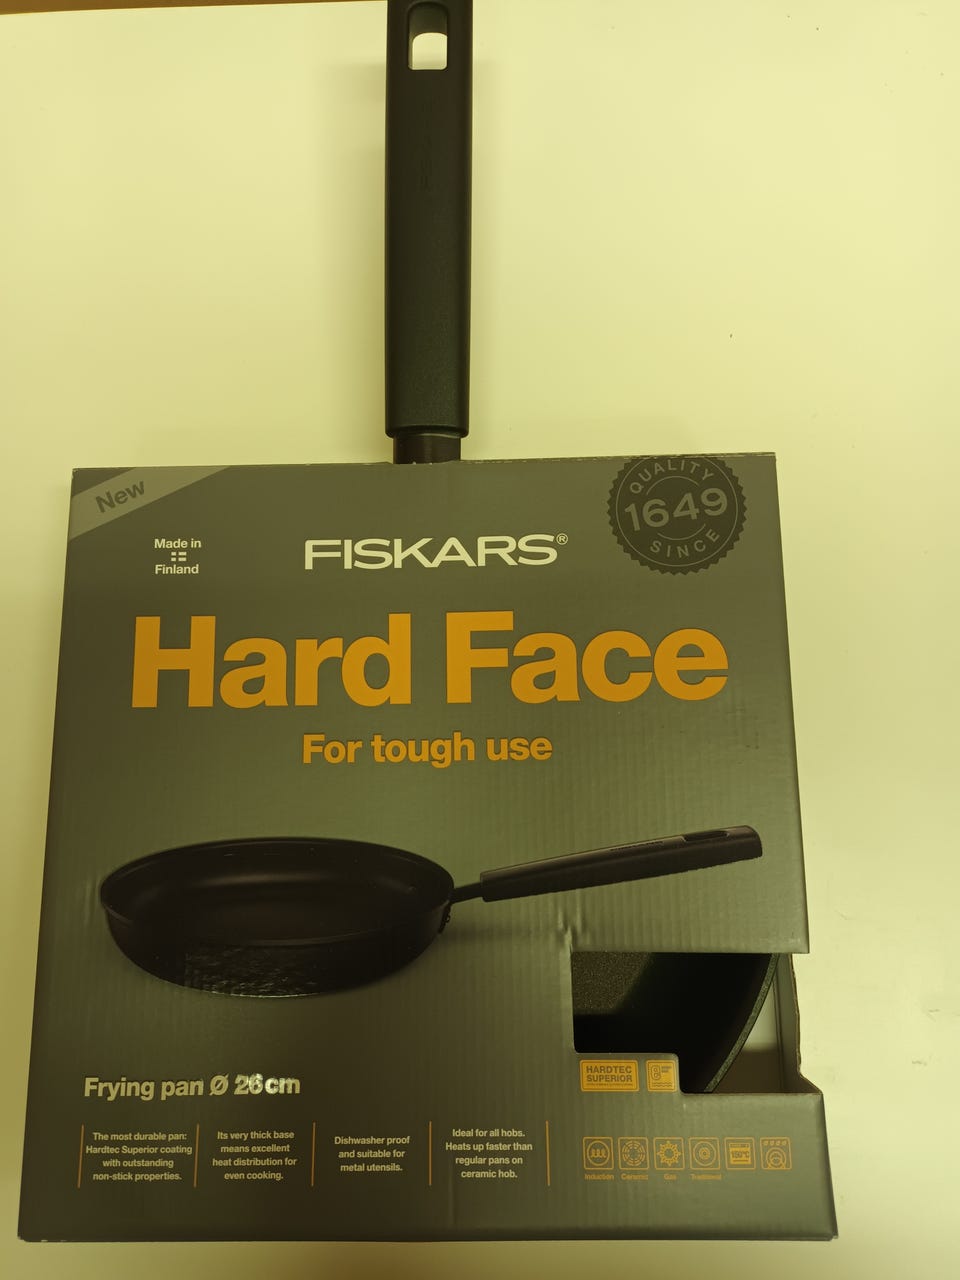 New
QUALITY
1649
SINCE
Made in
Finland
FISKARS®
Hard Face
For tough use
Frying pan Ø 26 cm
HARDTEC
SUPERIOR
The most durable pan:
Hardtec Superior coating
with outstanding
non-stick properties.
Its very thick base
means excellent
heat distribution for
even cooking.
Dishwasher proof
and suitable for
metal utensils.
Ideal for all hobs.
Heats up faster than
regular pans on
ceramic hob.
150°C
Induction
Ceramic
Gas
Traditional